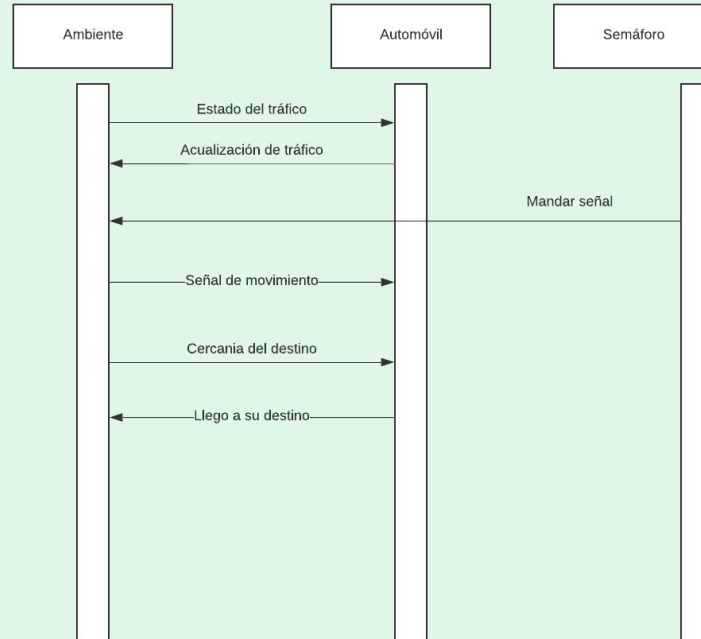 Ambiente
Automóvil
Semáforo
Estado del tráfico
Acualización de tráfico
Mandar señal
Señal de movimiento
Cercania del destino
Llego a su destino